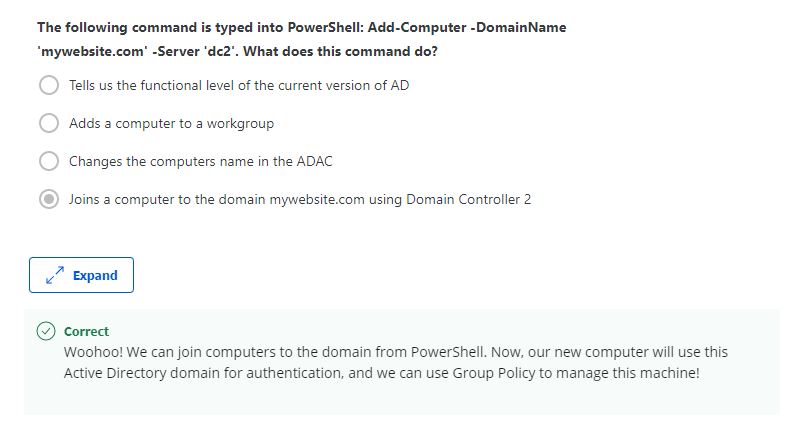 The following command is typed into PowerShell: Add-Computer -DomainName
'mywebsite.com' -Server 'dc2'. What does this command do?
Tells us the functional level of the current version of AD
Adds a computer to a workgroup
Changes the computers name in the ADAC
Joins a computer to the domain mywebsite.com using Domain Controller 2
Expand
Correct
Woohoo! We can join computers to the domain from PowerShell. Now, our new computer will use this
Active Directory domain for authentication, and we can use Group Policy to manage this machine!